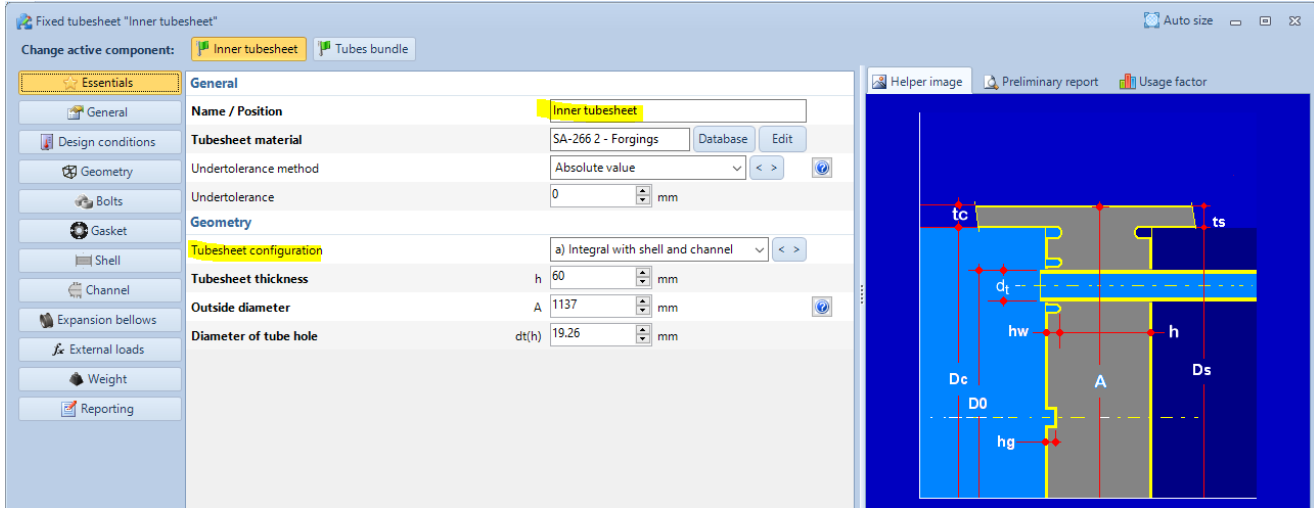 Fixed tubesheet "Inner tubesheet"
Auto size
Change active component: Inner tubesheet Tubes bundle
Essentials
General
Design conditions
Geometry
Bolts
Gasket
Shell
Channel
Expansion bellows
fx External loads
Weight
Reporting
General
Name / Position Inner tubesheet
Tubesheet material SA-266 2 - Forgings Database Edit
Undertolerance method Absolute value < >
Undertolerance 0 mm
Geometry
Tubesheet configuration a) Integral with shell and channel < >
Tubesheet thickness h 60 mm
Outside diameter A 1137 mm
Diameter of tube hole dt(h) 19.26 mm
Helper image Preliminary report Usage factor
tc
ts
dt
hw h
Dc A Ds
D0
hg